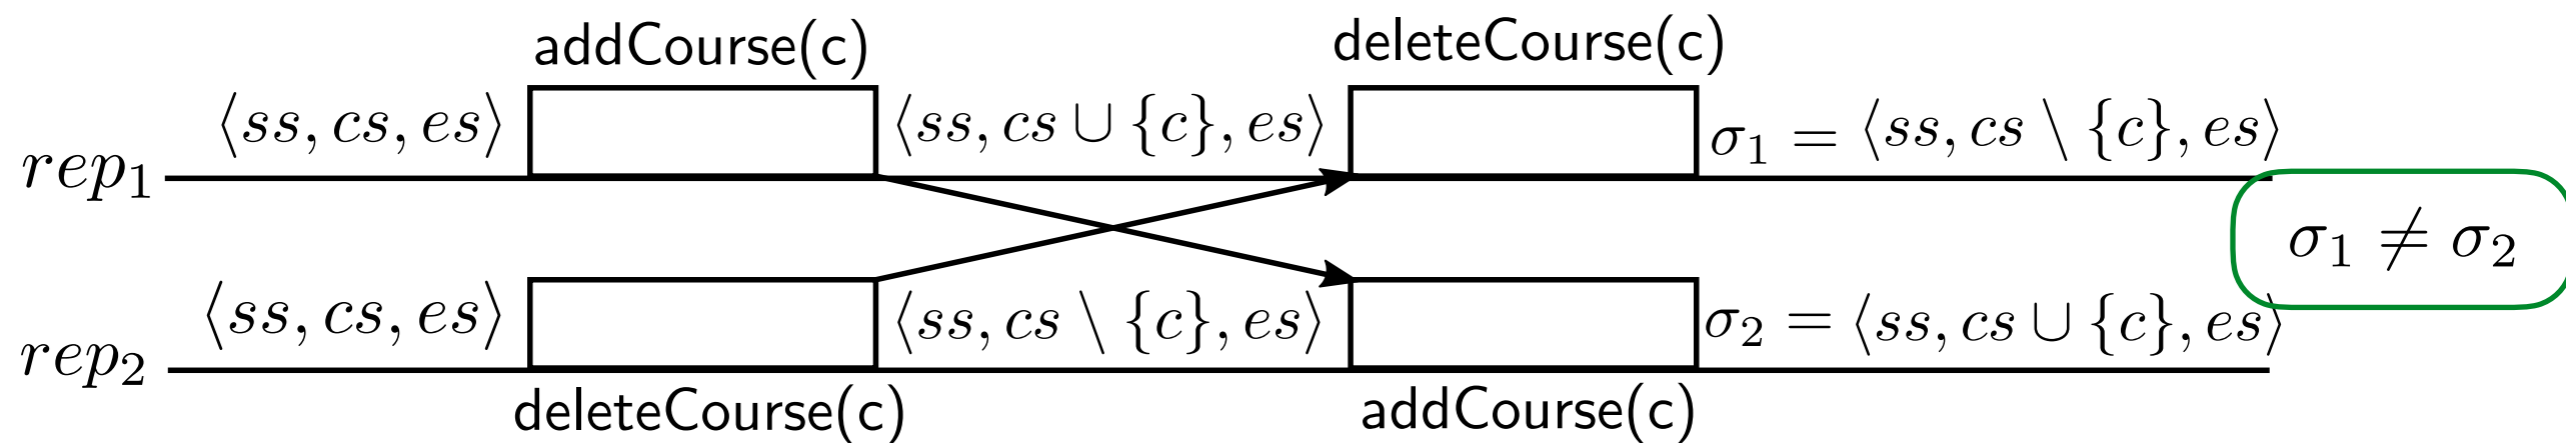 addCourse(c) deleteCourse(c)
⟨ss, cs, es⟩ ⟨ss, cs ∪ {c}, es⟩ σ₁ = ⟨ss, cs \ {c}, es⟩
rep₁
σ₁ ≠ σ₂
⟨ss, cs, es⟩ ⟨ss, cs \ {c}, es⟩ σ₂ = ⟨ss, cs ∪ {c}, es⟩
rep₂
deleteCourse(c) addCourse(c)